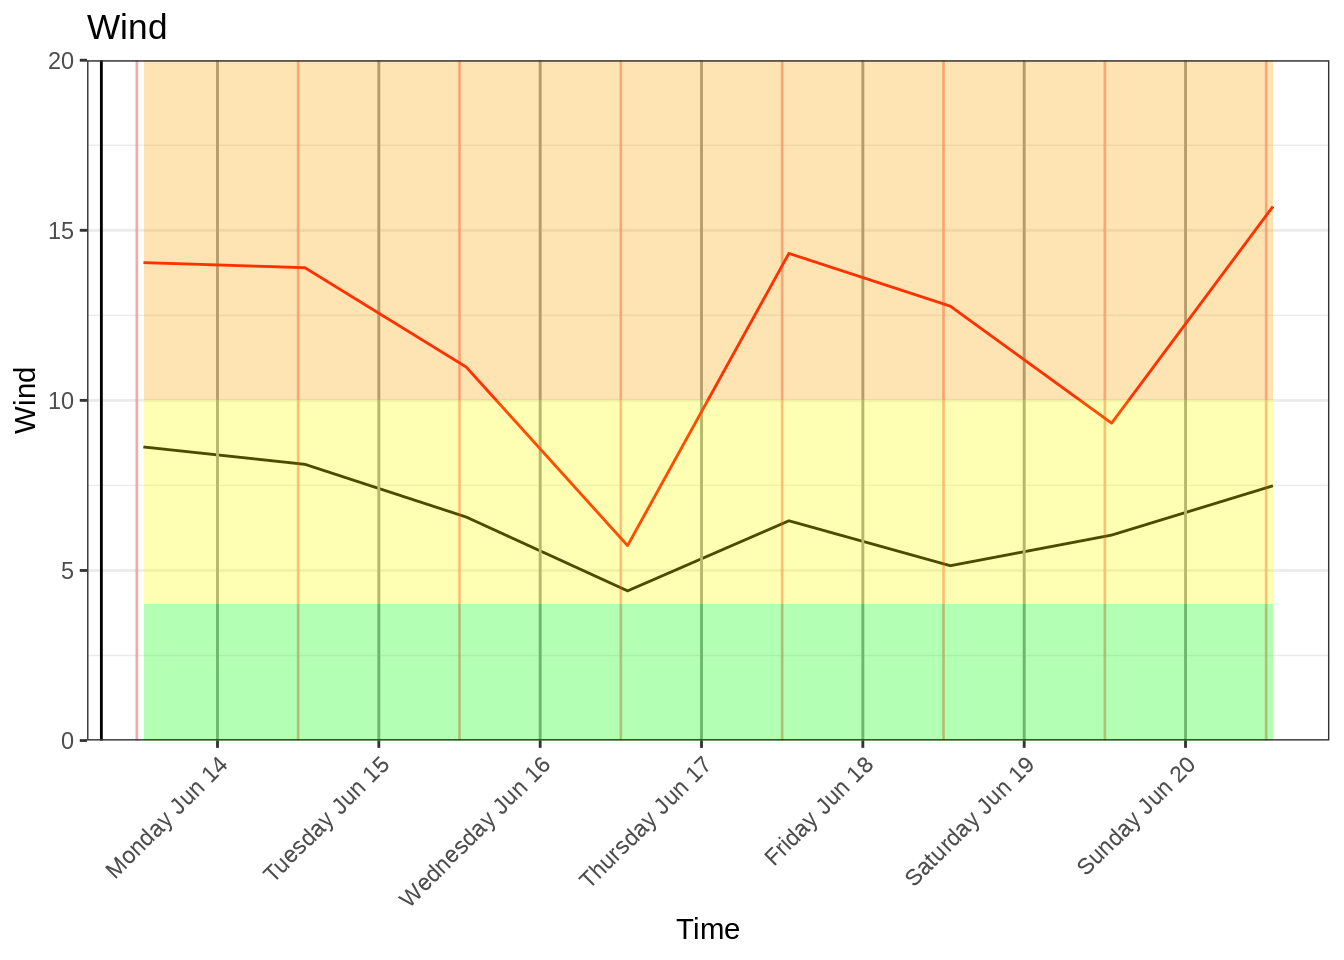 Wind
20
15
10
5
0
Wind
Monday Jun 14
Tuesday Jun 15
Wednesday Jun 16
Thursday Jun 17
Friday Jun 18
Saturday Jun 19
Sunday Jun 20
Time